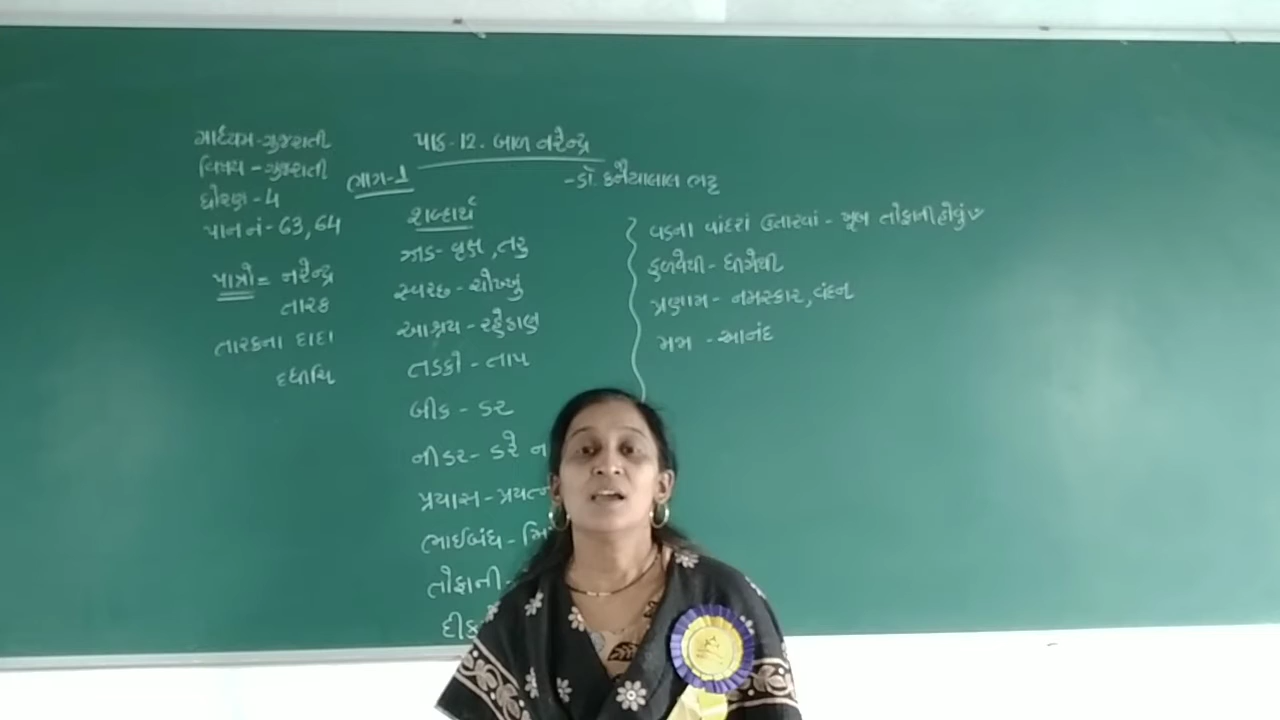 માધ્યમ-ગુજરાતી
વિષય - ગુજરાતી
ધોરણ - 4
પાન નં - 63, 64
પાત્રો = નરેન્દ્ર
તારક
તારકના દાદા
દધીચિ
પાઠ-12. બાળ નરેન્દ્ર
- ડૉ. કનૈયાલાલ ભટ્ટ
ભાગ-1
શબ્દાર્થ
ઝાડ - વૃક્ષ, તરુ
સ્વચ્છ - ચોખ્ખું
આશ્રય - રહેઠાણ
તડકો - તાપ
બીક - ડર
નીડર - ડરે ન
પ્રયાસ - પ્રયત્ન
ભાઈબંધ - મિ
તોફાની -
દીક
વડના વાંદરાં ઉતારવાં - ખૂબ તોફાની હોવું
હળવેથી - ધીમેથી
પ્રણામ - નમસ્કાર, વંદન
મઝા - આનંદ